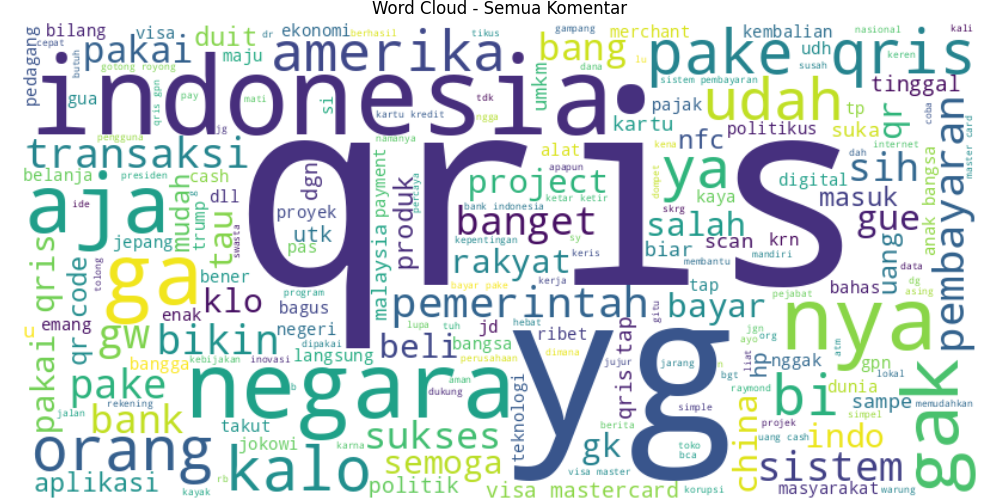 Word Cloud - Semua Komentar
bilang
visa
duit
dr
ekonomi
berhasil
tikus
bang
gampang
merchant
kembalian
nasional
kali
pedagang
cepat
butuh
pakai
maju
amerika
dana
lu
pake qris
udh
susah
keren
gotong royong
indonesia
si
umkm
sistem pembayaran
tinggal
gua
qris gpn
pay
mati
kartu kredit
tdk
ngga
pajak
udah
tp
qr
coba
pengguna
jg
namanya
alat
kartu
nfc
politikus
suka
internet
master card
transaksi
qris
apapun
kena
dah
sih
belanja
presiden
cash
dgn
percaya
project
ketar ketir
dompet
ya
digital
masuk
anak bangsa
pembayaran
aja
ide
mudah
trump
g
dll
tau
swasta
proyek
malaysia payment
produk
bank indonesia
skrg
kaya
gue
jepang
utk
banget
sy
salah
pas
kepentingan
keris
biar
scan
krn
uang
pakai qris
code
tolong
ga
bener
rakyat
membantu
mandiri
data
program
bayar pake
kerja
tap
bahas
dg
asing
enak
klo
bagus
pemerintah
giu
bayar
pejabat
nya
u
emang
qr
gw
bikin
negeri
lupa
tuh
hebat
jd
ribet
qris tap
jgn
org
ayo
bangga
kebijakan
inovasi
dipakai
langsung
beli
bangsa
perusahaan
dimana
jujur
jarang
n
hp
liat
nggak
atm
gpn
lokal
pake
rb
negara
aman
dukung
yg
bgt
raymond
bi
dunia
memudahkan
gak
jalan
rekening
bank
takut
teknologi
simple
sampe
simpel
sukses
berita
projek
orang
jokowi
karna
gk
toko
bca
china
uang cash
indo
kalo
semoga
sistem
aplikasi
kayak
rb
politik
visa master
visa mastercard
korupsi
masyarakat
warung